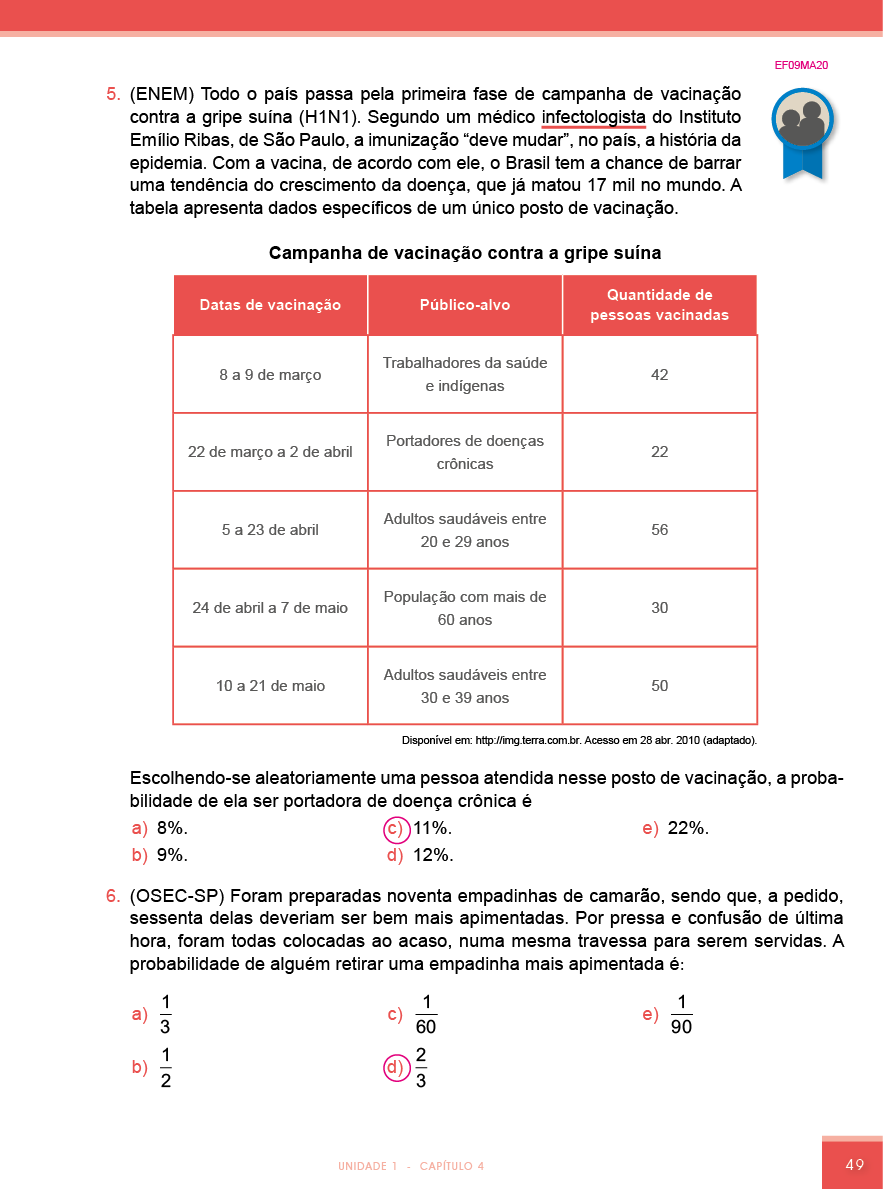 EF09MA20
5. (ENEM) Todo o país passa pela primeira fase de campanha de vacinação
contra a gripe suína (H1N1). Segundo um médico infectologista do Instituto
Emílio Ribas, de São Paulo, a imunização “deve mudar”, no país, a história da
epidemia. Com a vacina, de acordo com ele, o Brasil tem a chance de barrar
uma tendência do crescimento da doença, que já matou 17 mil no mundo. A
tabela apresenta dados específicos de um único posto de vacinação.
Campanha de vacinação contra a gripe suína
Datas de vacinação
Público-alvo
Quantidade de
pessoas vacinadas
8 a 9 de março
Trabalhadores da saúde
e indígenas
42
22 de março a 2 de abril
Portadores de doenças
crônicas
22
5 a 23 de abril
Adultos saudáveis entre
20 e 29 anos
56
24 de abril a 7 de maio
População com mais de
60 anos
30
10 a 21 de maio
Adultos saudáveis entre
30 e 39 anos
50
Disponível em: http://img.terra.com.br. Acesso em 28 abr. 2010 (adaptado).
Escolhendo-se aleatoriamente uma pessoa atendida nesse posto de vacinação, a proba-
bilidade de ela ser portadora de doença crônica é
a) 8%. c) 11%. e) 22%.
b) 9%. d) 12%.
6. (OSEC-SP) Foram preparadas noventa empadinhas de camarão, sendo que, a pedido,
sessenta delas deveriam ser bem mais apimentadas. Por pressa e confusão de última
hora, foram todas colocadas ao acaso, numa mesma travessa para serem servidas. A
probabilidade de alguém retirar uma empadinha mais apimentada é:
a) 1/3 c) 1/60 e) 1/90
b) 1/2 d) 2/3
UNIDADE 1 - CAPÍTULO 4
49